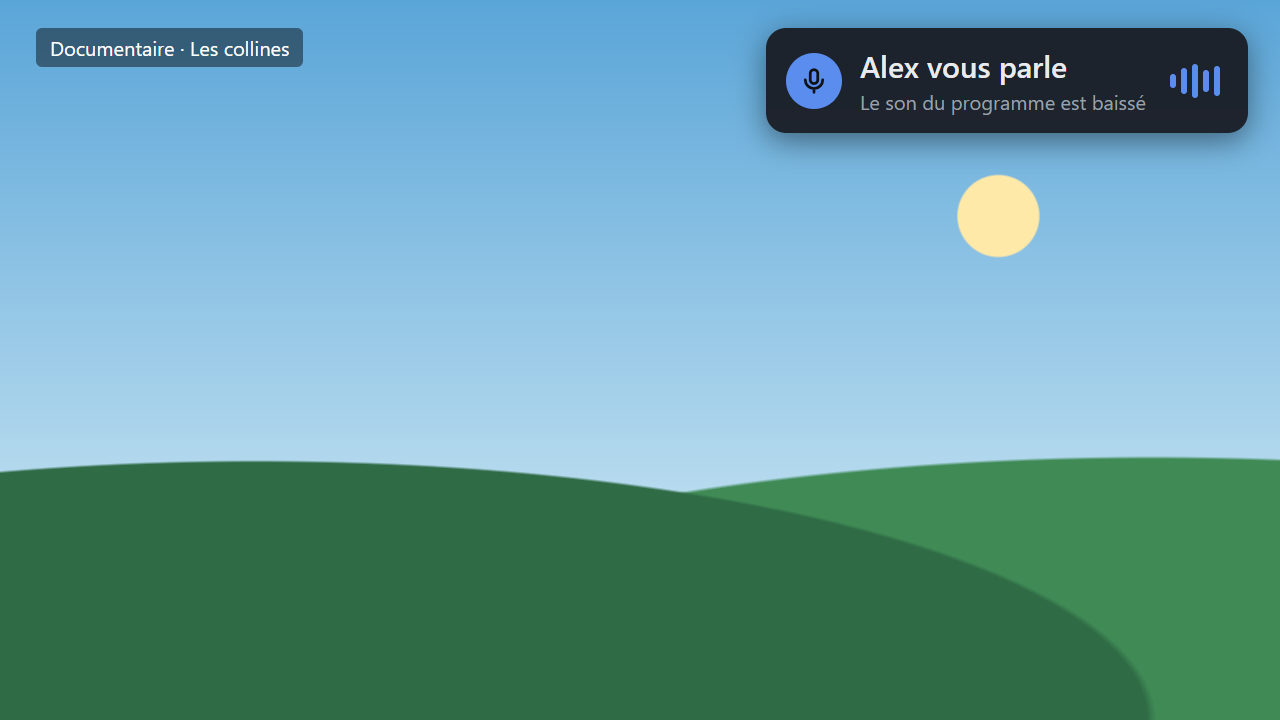 Documentaire · Les collines
Alex vous parle
Le son du programme est baissé